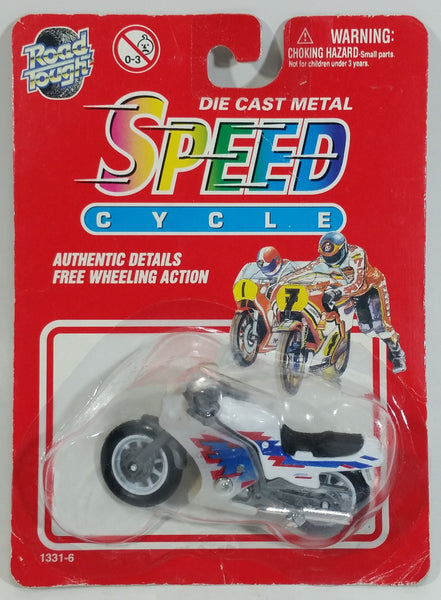 Road
Tough
0-3
WARNING:
CHOKING HAZARD-Small parts.
Not for children under 3 years.
DIE CAST METAL
SPEED
CYCLE
AUTHENTIC DETAILS
FREE WHEELING ACTION
1
7
1331-6